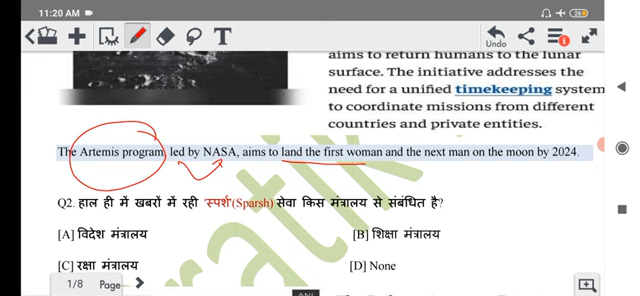 11:20 AM
26
T
Undo
aims to return humans to the lunar
surface. The initiative addresses the
need for a unified timekeeping system
to coordinate missions from different
countries and private entities.
The Artemis program, led by NASA, aims to land the first woman and the next man on the moon by 2024.
Q2. हाल ही में खबरों में रही 'स्पर्श'(Sparsh) सेवा किस मंत्रालय से संबंधित है?
[A] विदेश मंत्रालय [B] शिक्षा मंत्रालय
[C] रक्षा मंत्रालय [D] None
1/8 Page